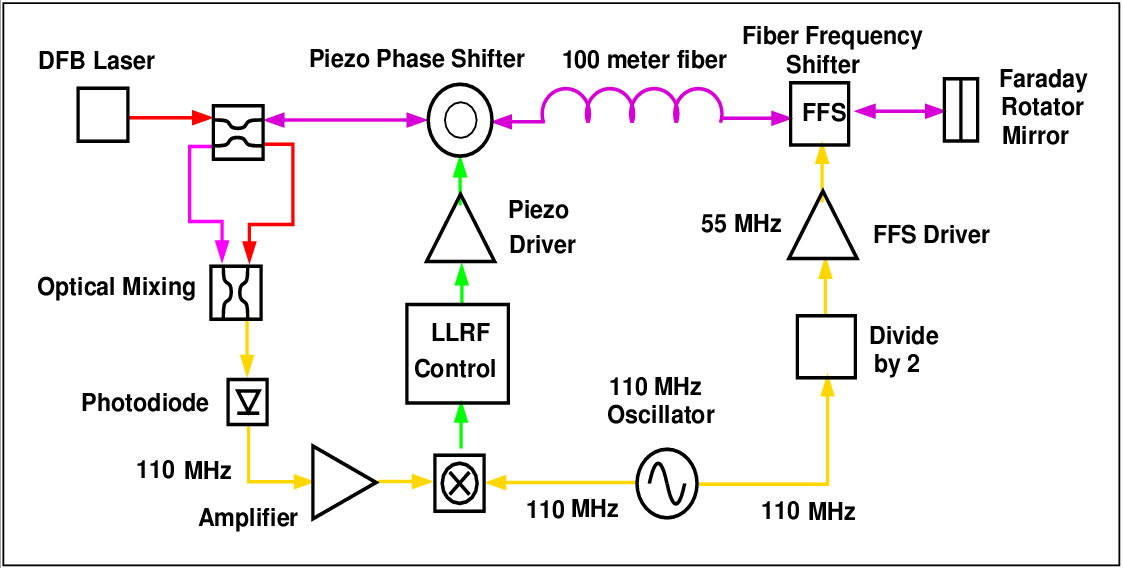 DFB Laser
Piezo Phase Shifter
100 meter fiber
Fiber Frequency
Shifter
FFS
Faraday
Rotator
Mirror
Piezo
Driver
55 MHz
FFS Driver
Optical Mixing
LLRF
Control
Divide
by 2
Photodiode
110 MHz
Oscillator
110 MHz
Amplifier
110 MHz
110 MHz